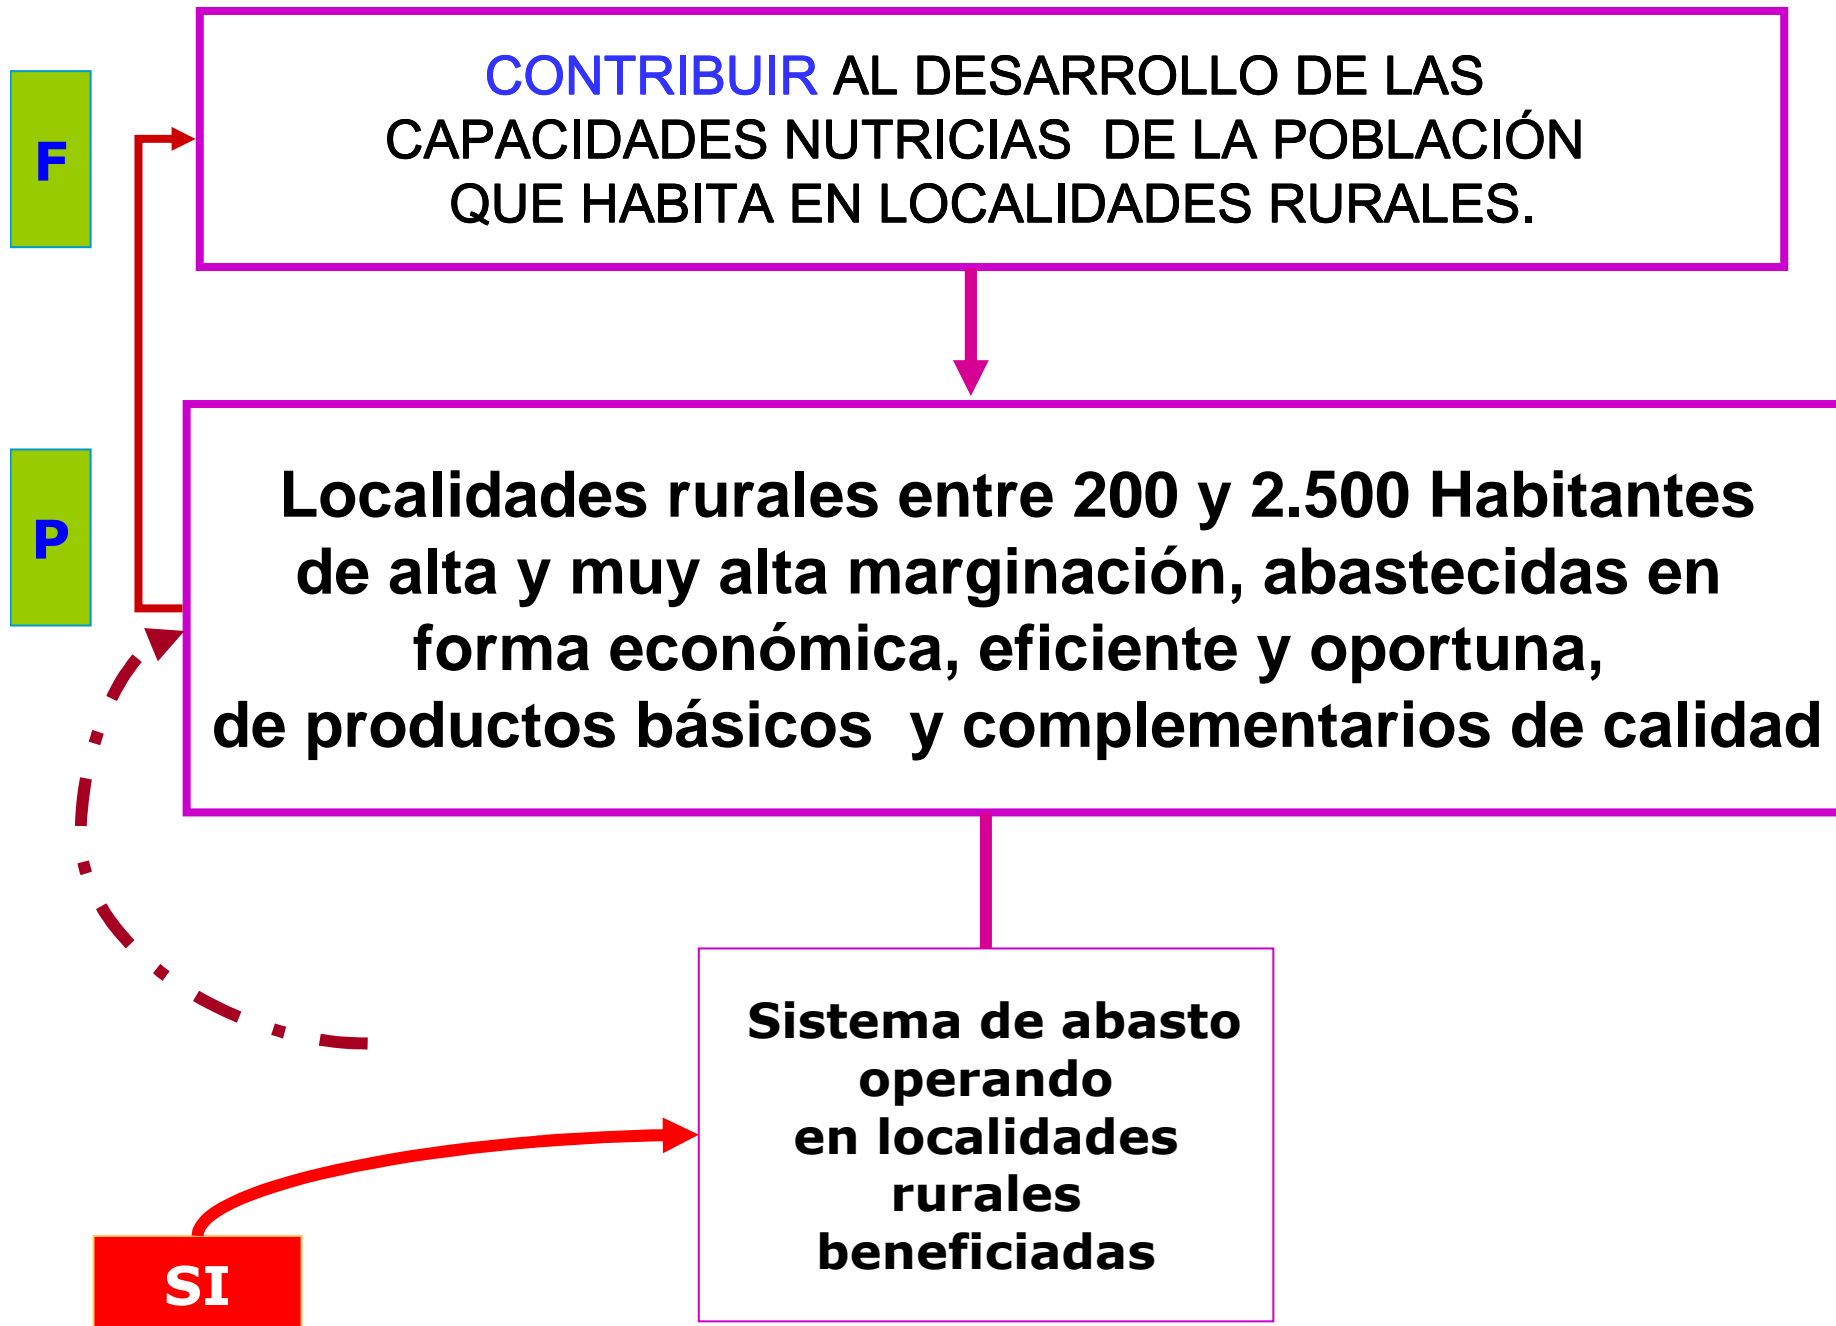 F
CONTRIBUIR AL DESARROLLO DE LAS
CAPACIDADES NUTRICIAS DE LA POBLACIÓN
QUE HABITA EN LOCALIDADES RURALES.
P
Localidades rurales entre 200 y 2.500 Habitantes
de alta y muy alta marginación, abastecidas en
forma económica, eficiente y oportuna,
de productos básicos y complementarios de calidad
Sistema de abasto
operando
en localidades
rurales
beneficiadas
SI